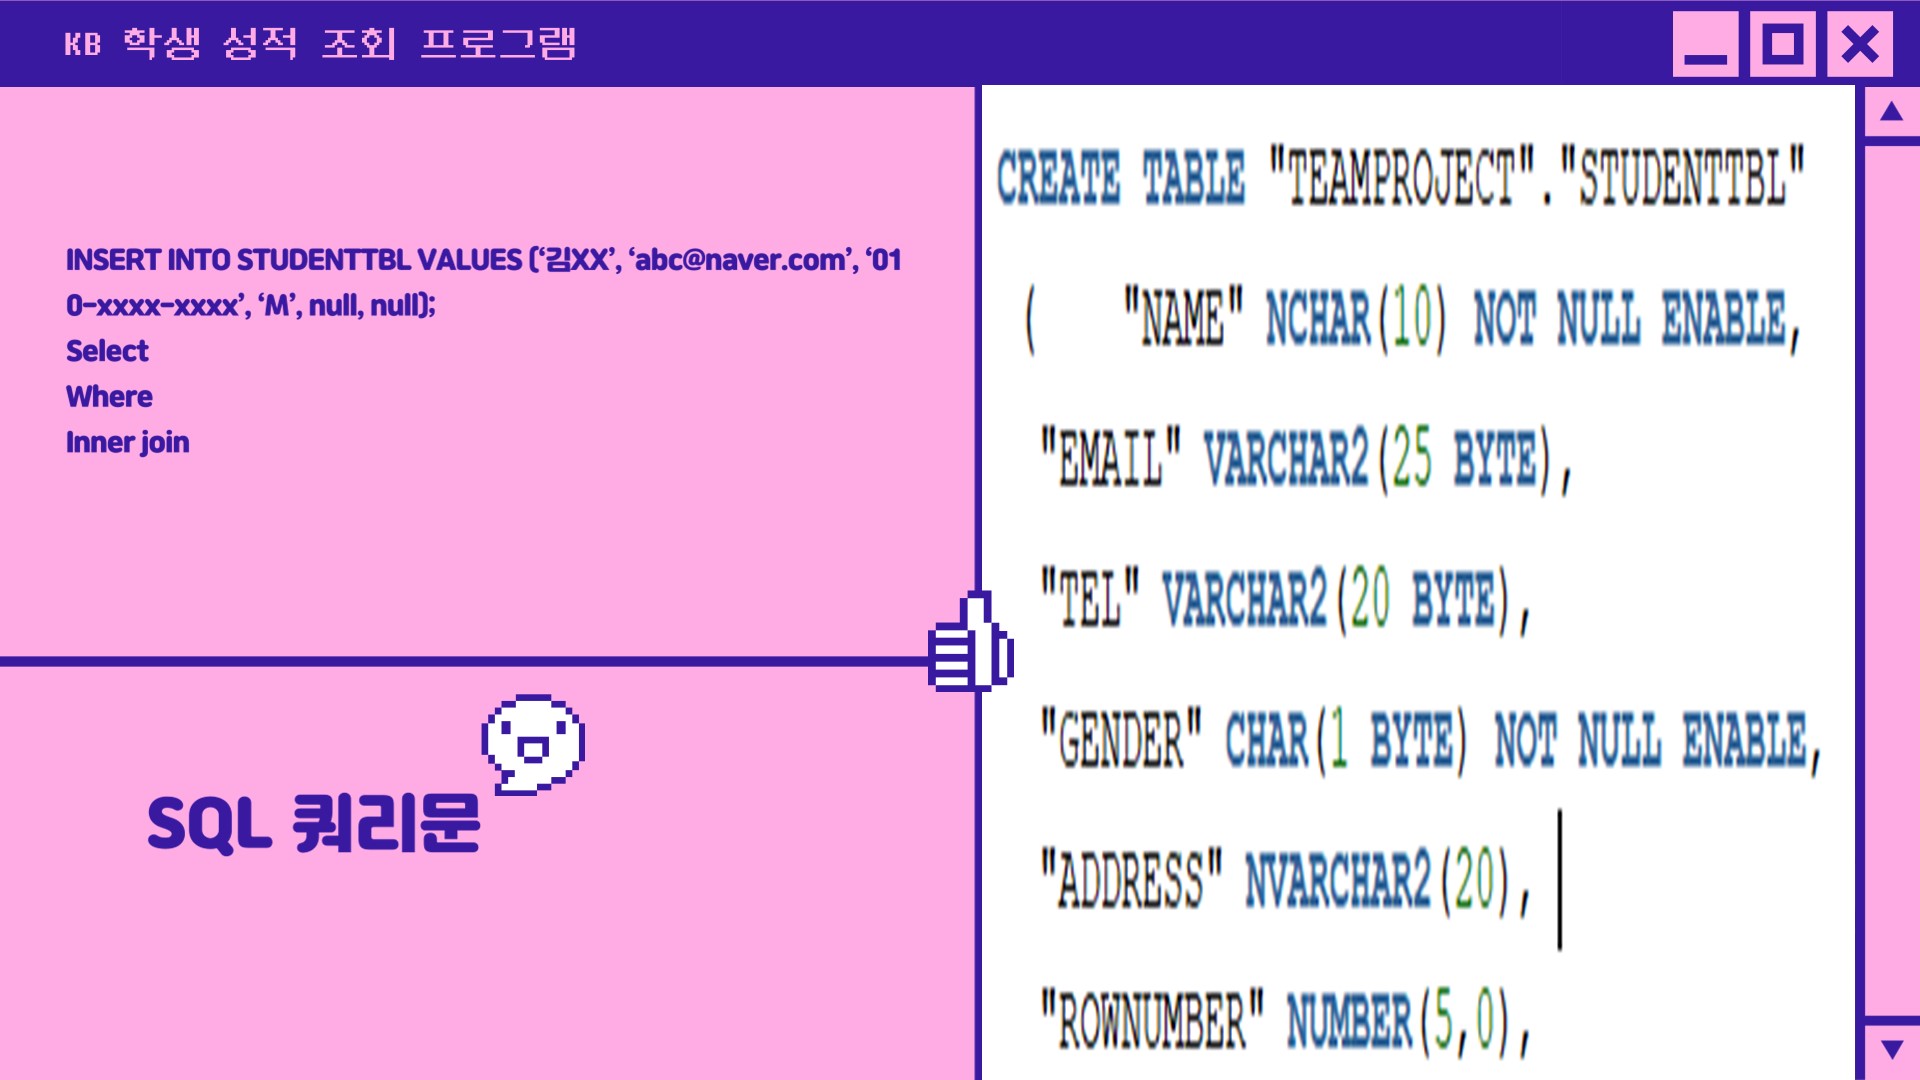 KB 학생 성적 조회 프로그램
INSERT INTO STUDENTTBL VALUES (‘김XX’, ‘abc@naver.com’, ‘01
0-xxxx-xxxx’, ‘M’, null, null);
Select
Where
Inner join
SQL 쿼리문
CREATE TABLE "TEAMPROJECT"."STUDENTTBL"
( "NAME" NCHAR(10) NOT NULL ENABLE,
"EMAIL" VARCHAR2(25 BYTE),
"TEL" VARCHAR2(20 BYTE),
"GENDER" CHAR(1 BYTE) NOT NULL ENABLE,
"ADDRESS" NVARCHAR2(20),
"ROWNUMBER" NUMBER(5,0),